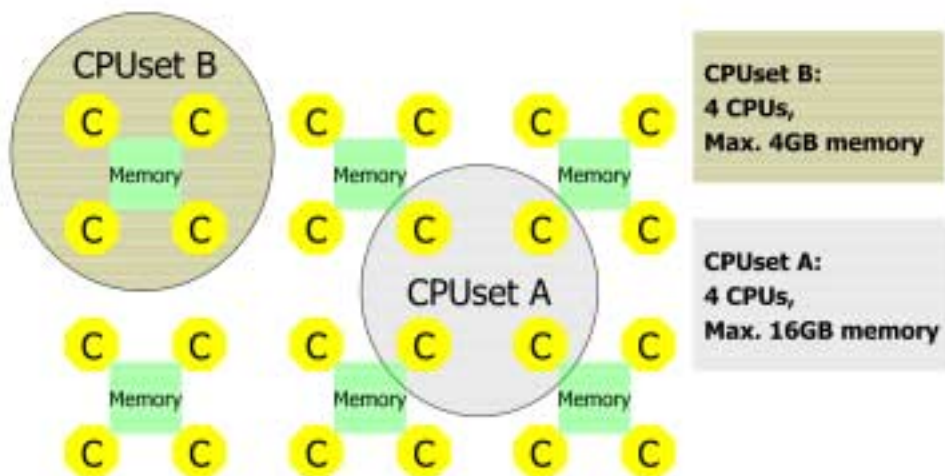 CPUset B
C C
Memory
C C
C C
Memory
C C
C C
Memory
C C
CPUset A
C C
Memory
C C
C C
Memory
C C
C C
Memory
C C
CPUset B:
4 CPUs,
Max. 4GB memory
CPUset A:
4 CPUs,
Max. 16GB memory